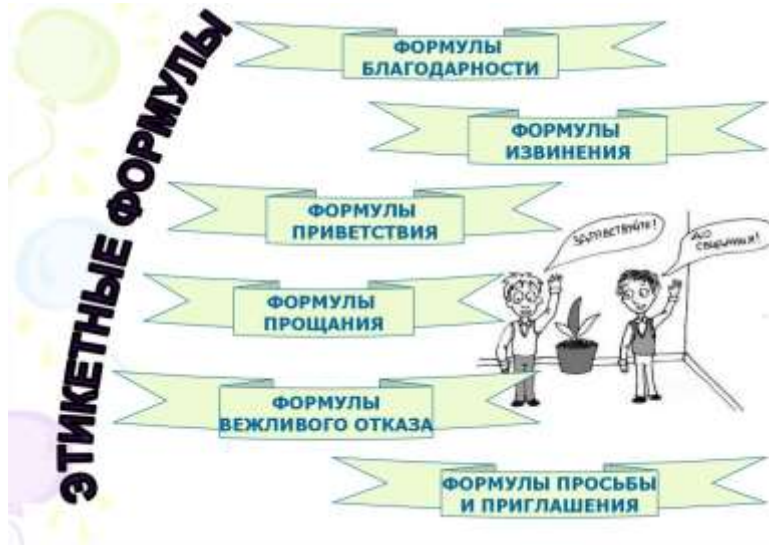 ЭТИКЕТНЫЕ ФОРМУЛЫ
ФОРМУЛЫ
БЛАГОДАРНОСТИ
ФОРМУЛЫ
ИЗВИНЕНИЯ
ФОРМУЛЫ
ПРИВЕТСТВИЯ
ЗДРАВСТВУЙТЕ!
ДО
СВИДАНИЯ!
ФОРМУЛЫ
ПРОЩАНИЯ
ФОРМУЛЫ
ВЕЖЛИВОГО ОТКАЗА
ФОРМУЛЫ ПРОСЬБЫ
И ПРИГЛАШЕНИЯ